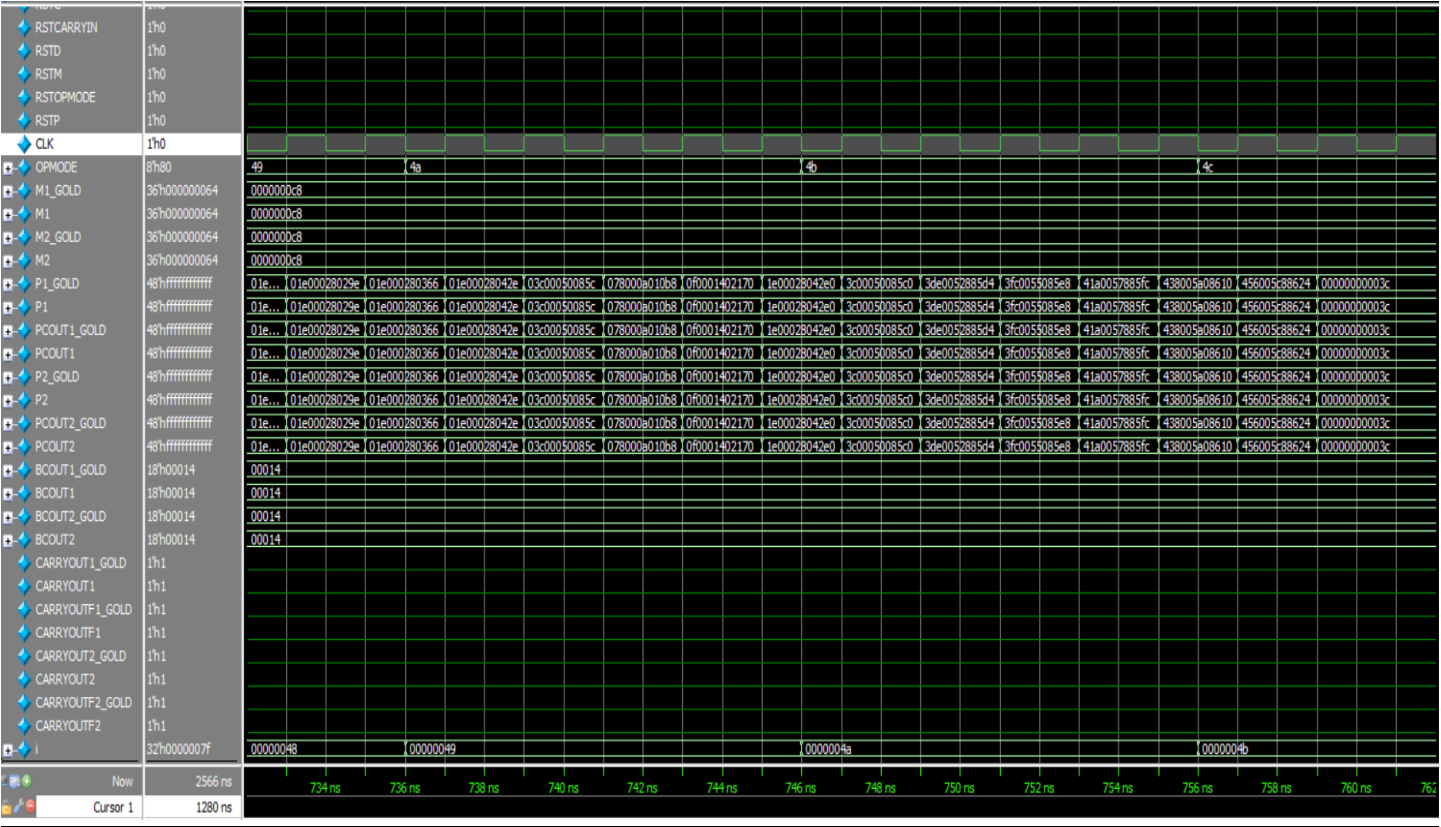 RSTCARRYIN 1'h0
RSTD 1'h0
RSTM 1'h0
RSTOPMODE 1'h0
RSTP 1'h0
CLK 1'h0
OPMODE 8'h80 49 4a 4b 4c
M1_GOLD 36'h000000064 0000000c8
M1 36'h000000064 0000000c8
M2_GOLD 36'h000000064 0000000c8
M2 36'h000000064 0000000c8
P1_GOLD 48'hffffffffffff 01e... 01e00028029e 01e000280366 01e00028042e 03c00050085c 078000a010b8 0f0001402170 1e00028042e0 3c00050085c0 3de0052885d4 3fc0055085e8 41a0057885fc 438005a08610 456005c88624 00000000003c
P1 48'hffffffffffff 01e... 01e00028029e 01e000280366 01e00028042e 03c00050085c 078000a010b8 0f0001402170 1e00028042e0 3c00050085c0 3de0052885d4 3fc0055085e8 41a0057885fc 438005a08610 456005c88624 00000000003c
PCOUT1_GOLD 48'hffffffffffff 01e... 01e00028029e 01e000280366 01e00028042e 03c00050085c 078000a010b8 0f0001402170 1e00028042e0 3c00050085c0 3de0052885d4 3fc0055085e8 41a0057885fc 438005a08610 456005c88624 00000000003c
PCOUT1 48'hffffffffffff 01e... 01e00028029e 01e000280366 01e00028042e 03c00050085c 078000a010b8 0f0001402170 1e00028042e0 3c00050085c0 3de0052885d4 3fc0055085e8 41a0057885fc 438005a08610 456005c88624 00000000003c
P2_GOLD 48'hffffffffffff 01e... 01e00028029e 01e000280366 01e00028042e 03c00050085c 078000a010b8 0f0001402170 1e00028042e0 3c00050085c0 3de0052885d4 3fc0055085e8 41a0057885fc 438005a08610 456005c88624 00000000003c
P2 48'hffffffffffff 01e... 01e00028029e 01e000280366 01e00028042e 03c00050085c 078000a010b8 0f0001402170 1e00028042e0 3c00050085c0 3de0052885d4 3fc0055085e8 41a0057885fc 438005a08610 456005c88624 00000000003c
PCOUT2_GOLD 48'hffffffffffff 01e... 01e00028029e 01e000280366 01e00028042e 03c00050085c 078000a010b8 0f0001402170 1e00028042e0 3c00050085c0 3de0052885d4 3fc0055085e8 41a0057885fc 438005a08610 456005c88624 00000000003c
PCOUT2 48'hffffffffffff 01e... 01e00028029e 01e000280366 01e00028042e 03c00050085c 078000a010b8 0f0001402170 1e00028042e0 3c00050085c0 3de0052885d4 3fc0055085e8 41a0057885fc 438005a08610 456005c88624 00000000003c
BCOUT1_GOLD 18'h00014 00014
BCOUT1 18'h00014 00014
BCOUT2_GOLD 18'h00014 00014
BCOUT2 18'h00014 00014
CARRYOUT1_GOLD 1'h1
CARRYOUT1 1'h1
CARRYOUTF1_GOLD 1'h1
CARRYOUTF1 1'h1
CARRYOUT2_GOLD 1'h1
CARRYOUT2 1'h1
CARRYOUTF2_GOLD 1'h1
CARRYOUTF2 1'h1
i 32'h0000007f 00000048 00000049 0000004a 0000004b
Now 2566 ns 734 ns 736 ns 738 ns 740 ns 742 ns 744 ns 746 ns 748 ns 750 ns 752 ns 754 ns 756 ns 758 ns 760 ns 762
Cursor 1 1280 ns